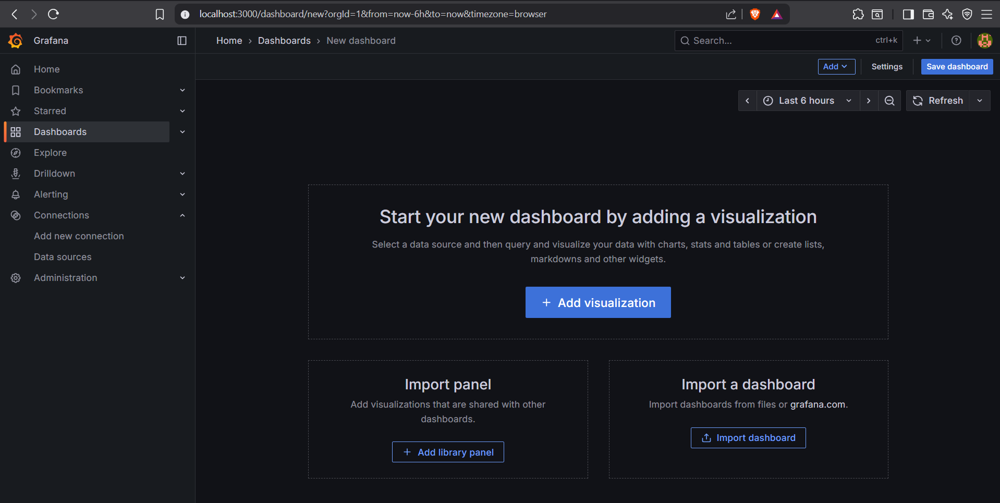 localhost:3000/dashboard/new?orgId=1&from=now-6h&to=now&timezone=browser
Grafana
Home › Dashboards › New dashboard
Search... ctrl+k
Add Settings Save dashboard
Home
Bookmarks
Starred
Dashboards
Explore
Drilldown
Alerting
Connections
Add new connection
Data sources
Administration
Last 6 hours Refresh
Start your new dashboard by adding a visualization
Select a data source and then query and visualize your data with charts, stats and tables or create lists,
markdowns and other widgets.
+ Add visualization
Import panel
Add visualizations that are shared with other
dashboards.
+ Add library panel
Import a dashboard
Import dashboards from files or grafana.com.
Import dashboard